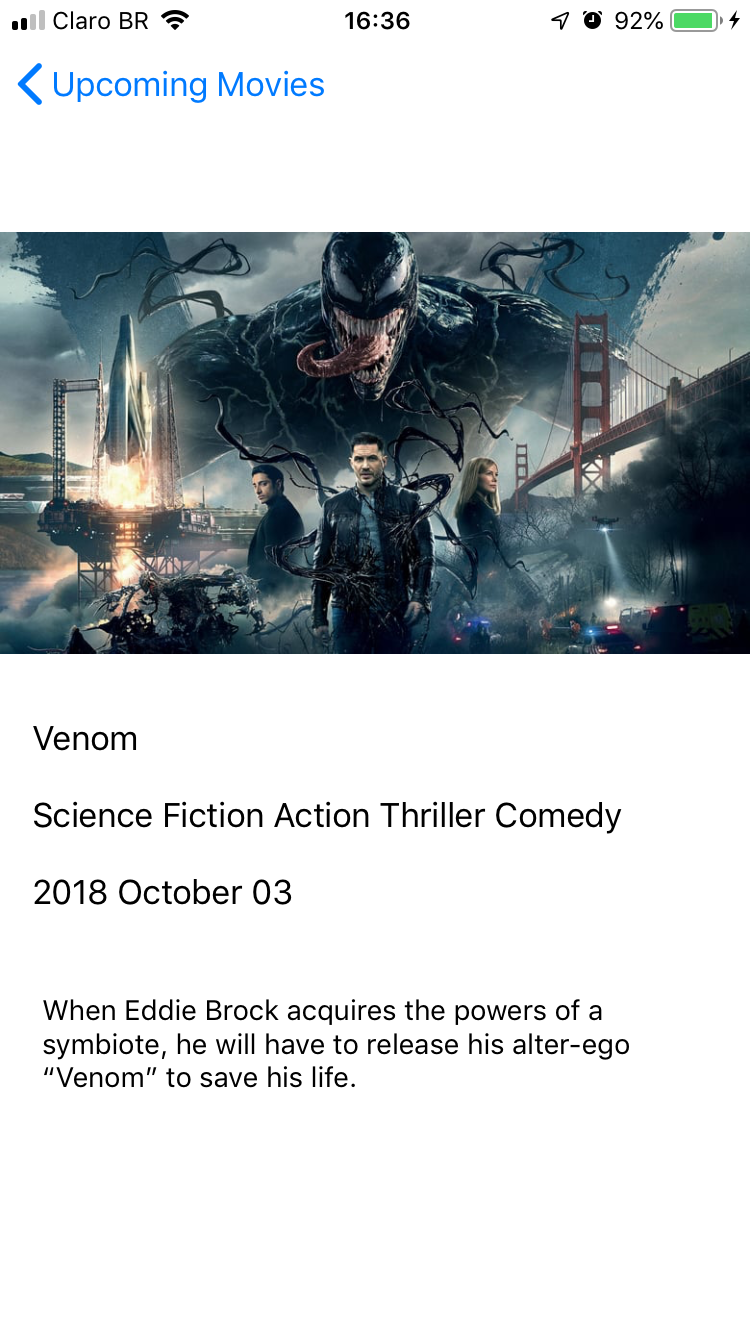 Claro BR 16:36 92%
Upcoming Movies
Venom
Science Fiction Action Thriller Comedy
2018 October 03
When Eddie Brock acquires the powers of a
symbiote, he will have to release his alter-ego
“Venom” to save his life.